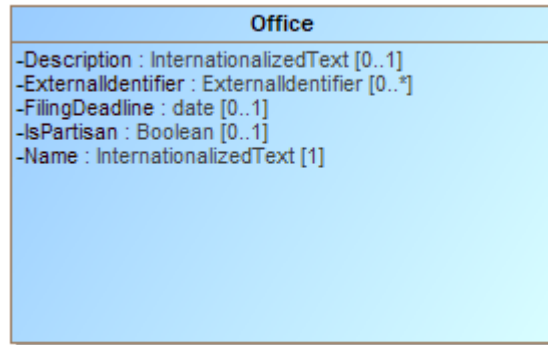 Office
-Description : InternationalizedText [0..1]
-ExternalIdentifier : ExternalIdentifier [0..*]
-FilingDeadline : date [0..1]
-IsPartisan : Boolean [0..1]
-Name : InternationalizedText [1]